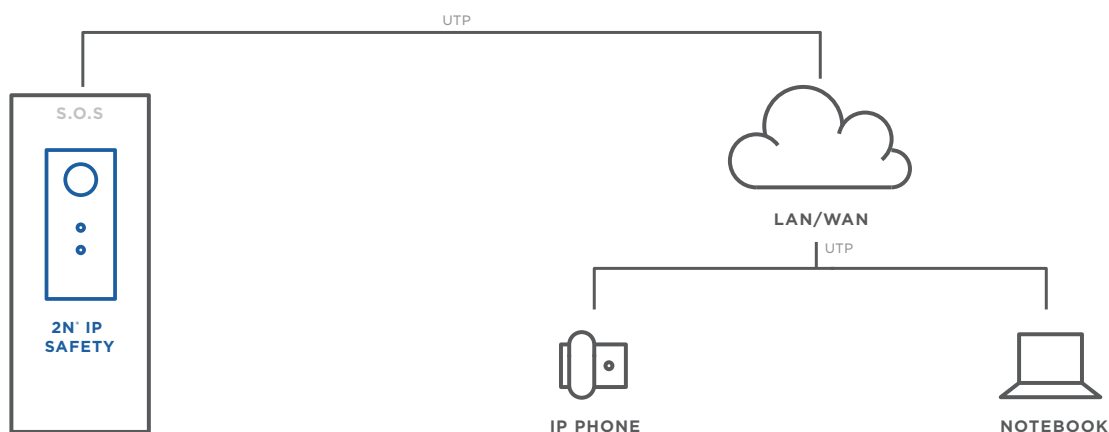 UTP
S.O.S
LAN/WAN
UTP
2N® IP
SAFETY
IP PHONE
NOTEBOOK